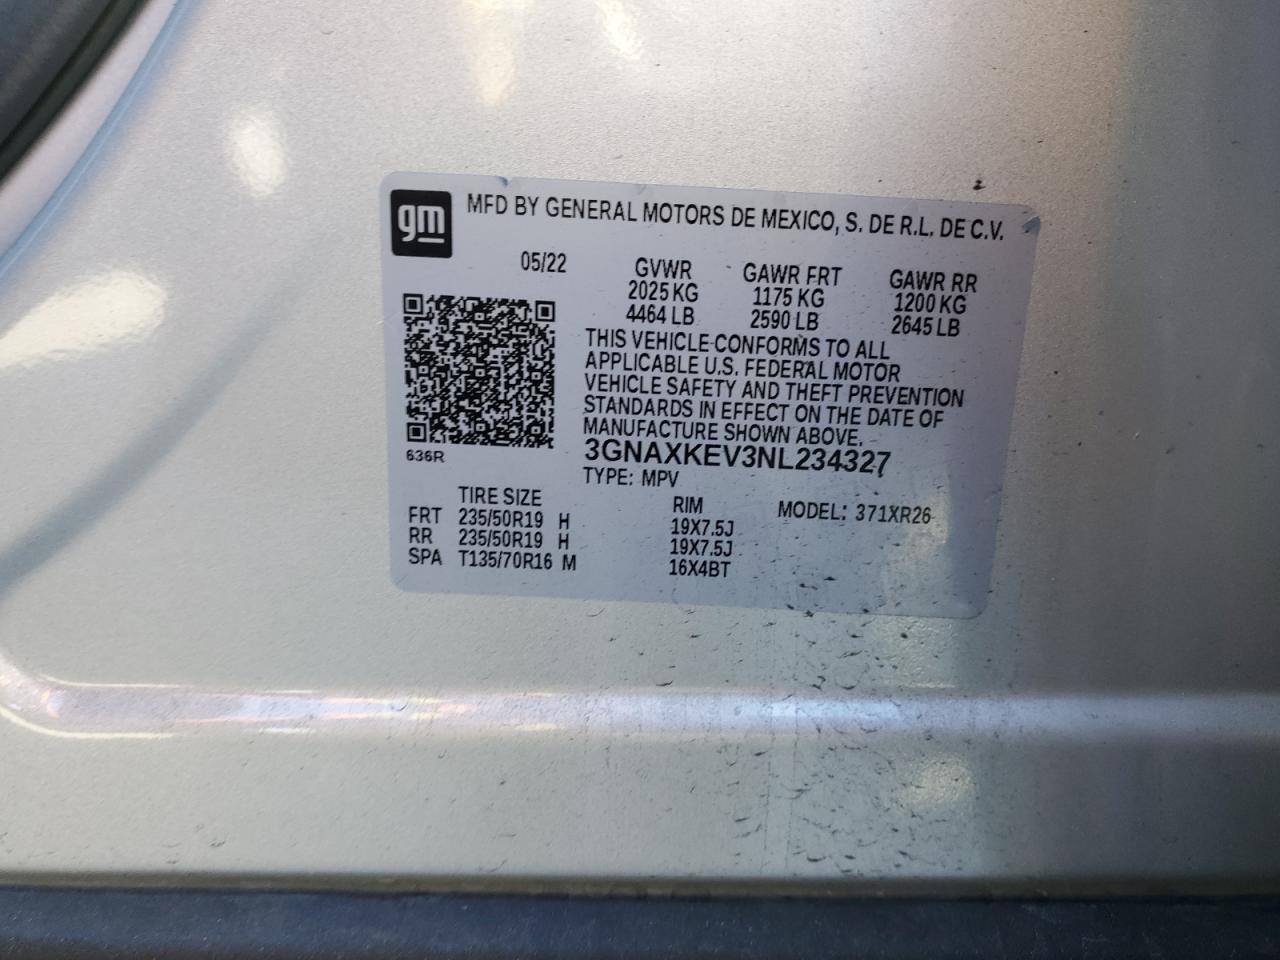 gm MFD BY GENERAL MOTORS DE MEXICO, S. DE R.L. DE C.V.
05/22 GVWR GAWR FRT GAWR RR
2025 KG 1175 KG 1200 KG
4464 LB 2590 LB 2645 LB
THIS VEHICLE CONFORMS TO ALL
APPLICABLE U.S. FEDERAL MOTOR
VEHICLE SAFETY AND THEFT PREVENTION
STANDARDS IN EFFECT ON THE DATE OF
MANUFACTURE SHOWN ABOVE.
636R 3GNAXKEV3NL234327
TYPE: MPV
TIRE SIZE RIM MODEL: 371XR26
FRT 235/50R19 H 19X7.5J
RR 235/50R19 H 19X7.5J
SPA T135/70R16 M 16X4BT